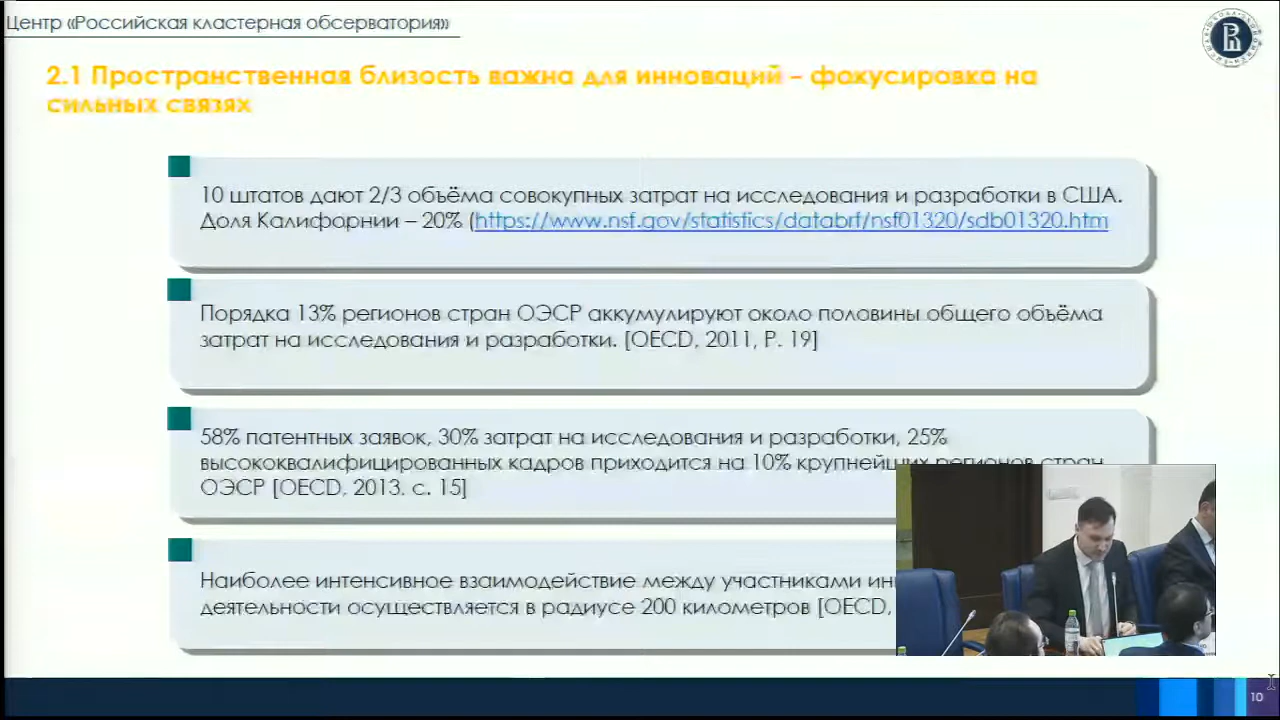 Центр «Российская кластерная обсерватория»
2.1 Пространственная близость важна для инноваций – фокусировка на
сильных связях
10 штатов дают 2/3 объёма совокупных затрат на исследования и разработки в США.
Доля Калифорнии – 20% (https://www.nsf.gov/statistics/databrf/nsf01320/sdb01320.htm
Порядка 13% регионов стран ОЭСР аккумулируют около половины общего объёма
затрат на исследования и разработки. [OECD, 2011, P. 19]
58% патентных заявок, 30% затрат на исследования и разработки, 25%
высококвалифицированных кадров приходится на 10% крупнейших регионов стран
ОЭСР [OECD, 2013. с. 15]
Наиболее интенсивное взаимодействие между участниками
деятельности осуществляется в радиусе 200 километров [OECD,
10